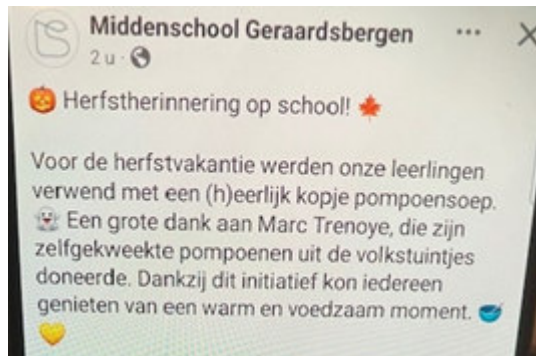 Middenschool Geraardsbergen
2 u
🎃 Herfstherinnering op school! 🍁
Voor de herfstvakantie werden onze leerlingen
verwend met een (h)eerlijk kopje pompoensoep.
👻 Een grote dank aan Marc Trenoye, die zijn
zelfgekweekte pompoenen uit de volkstuintjes
doneerde. Dankzij dit initiatief kon iedereen
genieten van een warm en voedzaam moment. 🥣
💛